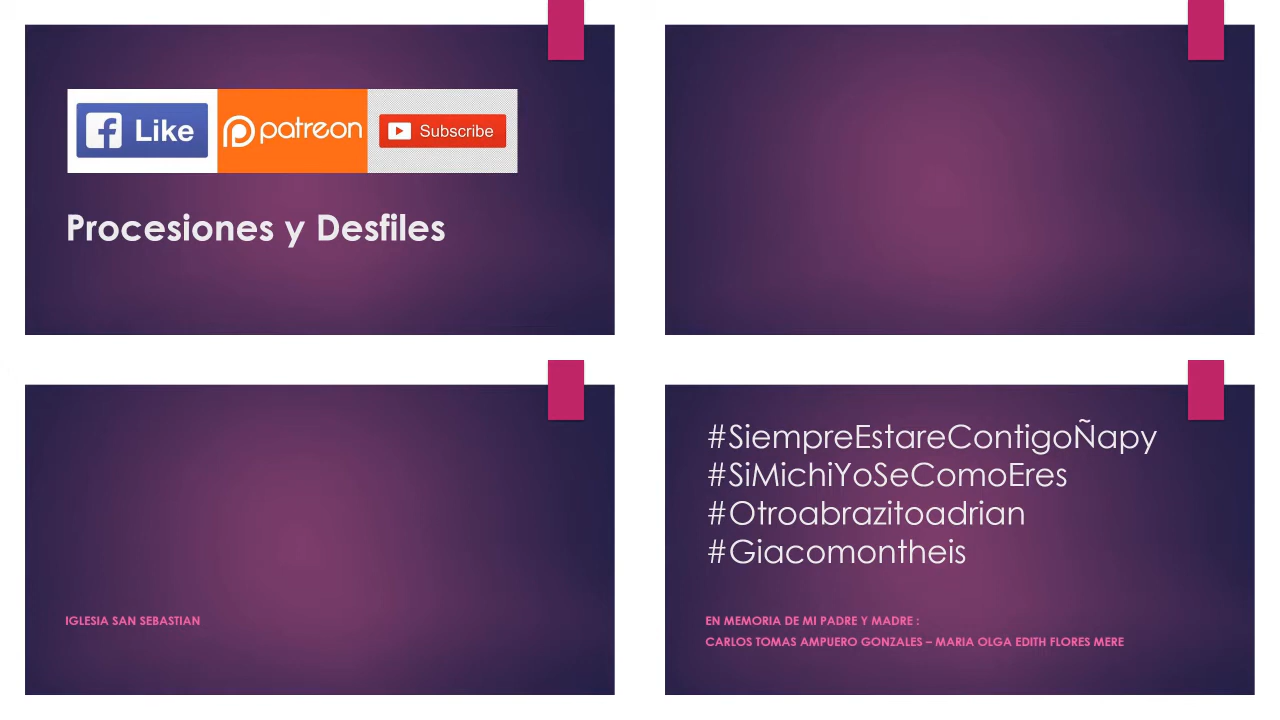 Like
patreon
Subscribe
Procesiones y Desfiles
IGLESIA SAN SEBASTIAN
#SiempreEstareContigoÑapy
#SiMichiYoSeComoEres
#Otroabrazitoadrian
#Giacomontheis
EN MEMORIA DE MI PADRE Y MADRE :
CARLOS TOMAS AMPUERO GONZALES – MARIA OLGA EDITH FLORES MERE